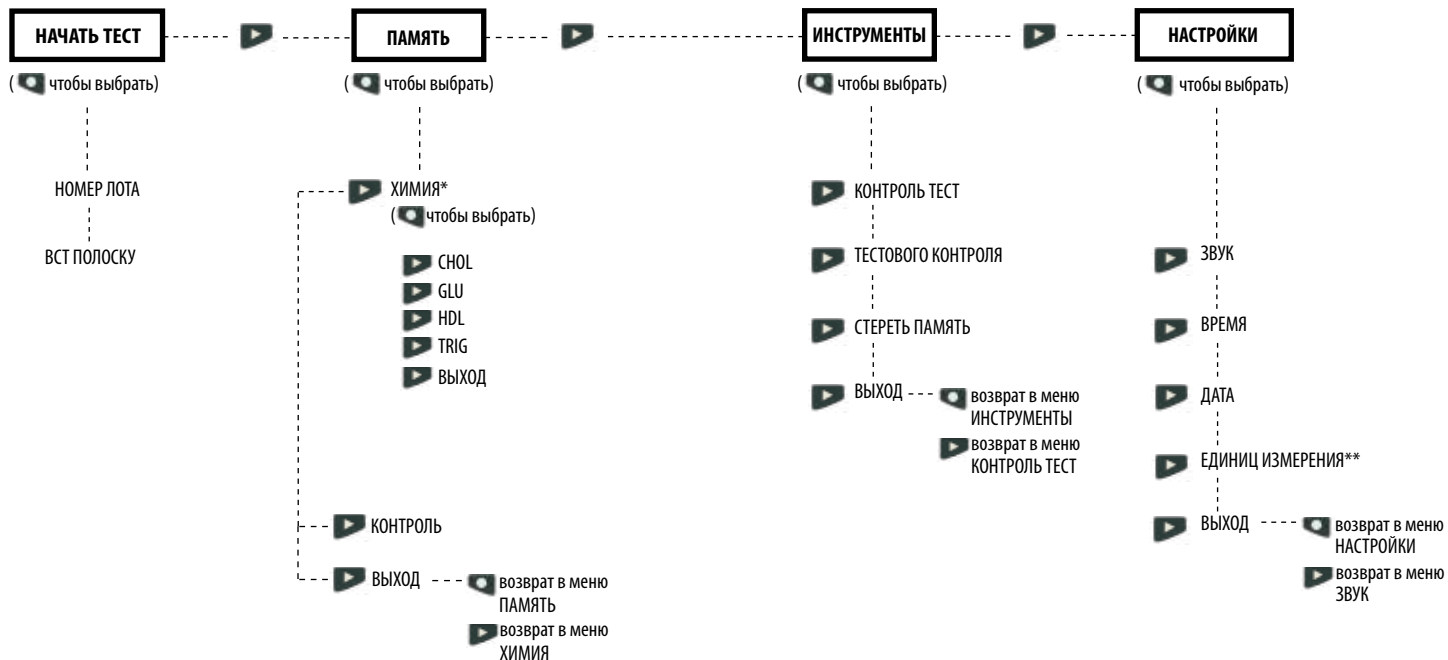 НАЧАТЬ ТЕСТ
ПАМЯТЬ
ИНСТРУМЕНТЫ
НАСТРОЙКИ
( чтобы выбрать)
( чтобы выбрать)
( чтобы выбрать)
( чтобы выбрать)
НОМЕР ЛОТА
ВСТ ПОЛОСКУ
ХИМИЯ*
( чтобы выбрать)
CHOL
GLU
HDL
TRIG
ВЫХОД
КОНТРОЛЬ
ВЫХОД
возврат в меню
ПАМЯТЬ
возврат в меню
ХИМИЯ
КОНТРОЛЬ ТЕСТ
ТЕСТОВОГО КОНТРОЛЯ
СТЕРЕТЬ ПАМЯТЬ
ВЫХОД
возврат в меню
ИНСТРУМЕНТЫ
возврат в меню
КОНТРОЛЬ ТЕСТ
ЗВУК
ВРЕМЯ
ДАТА
ЕДИНИЦ ИЗМЕРЕНИЯ**
ВЫХОД
возврат в меню
НАСТРОЙКИ
возврат в меню
ЗВУК